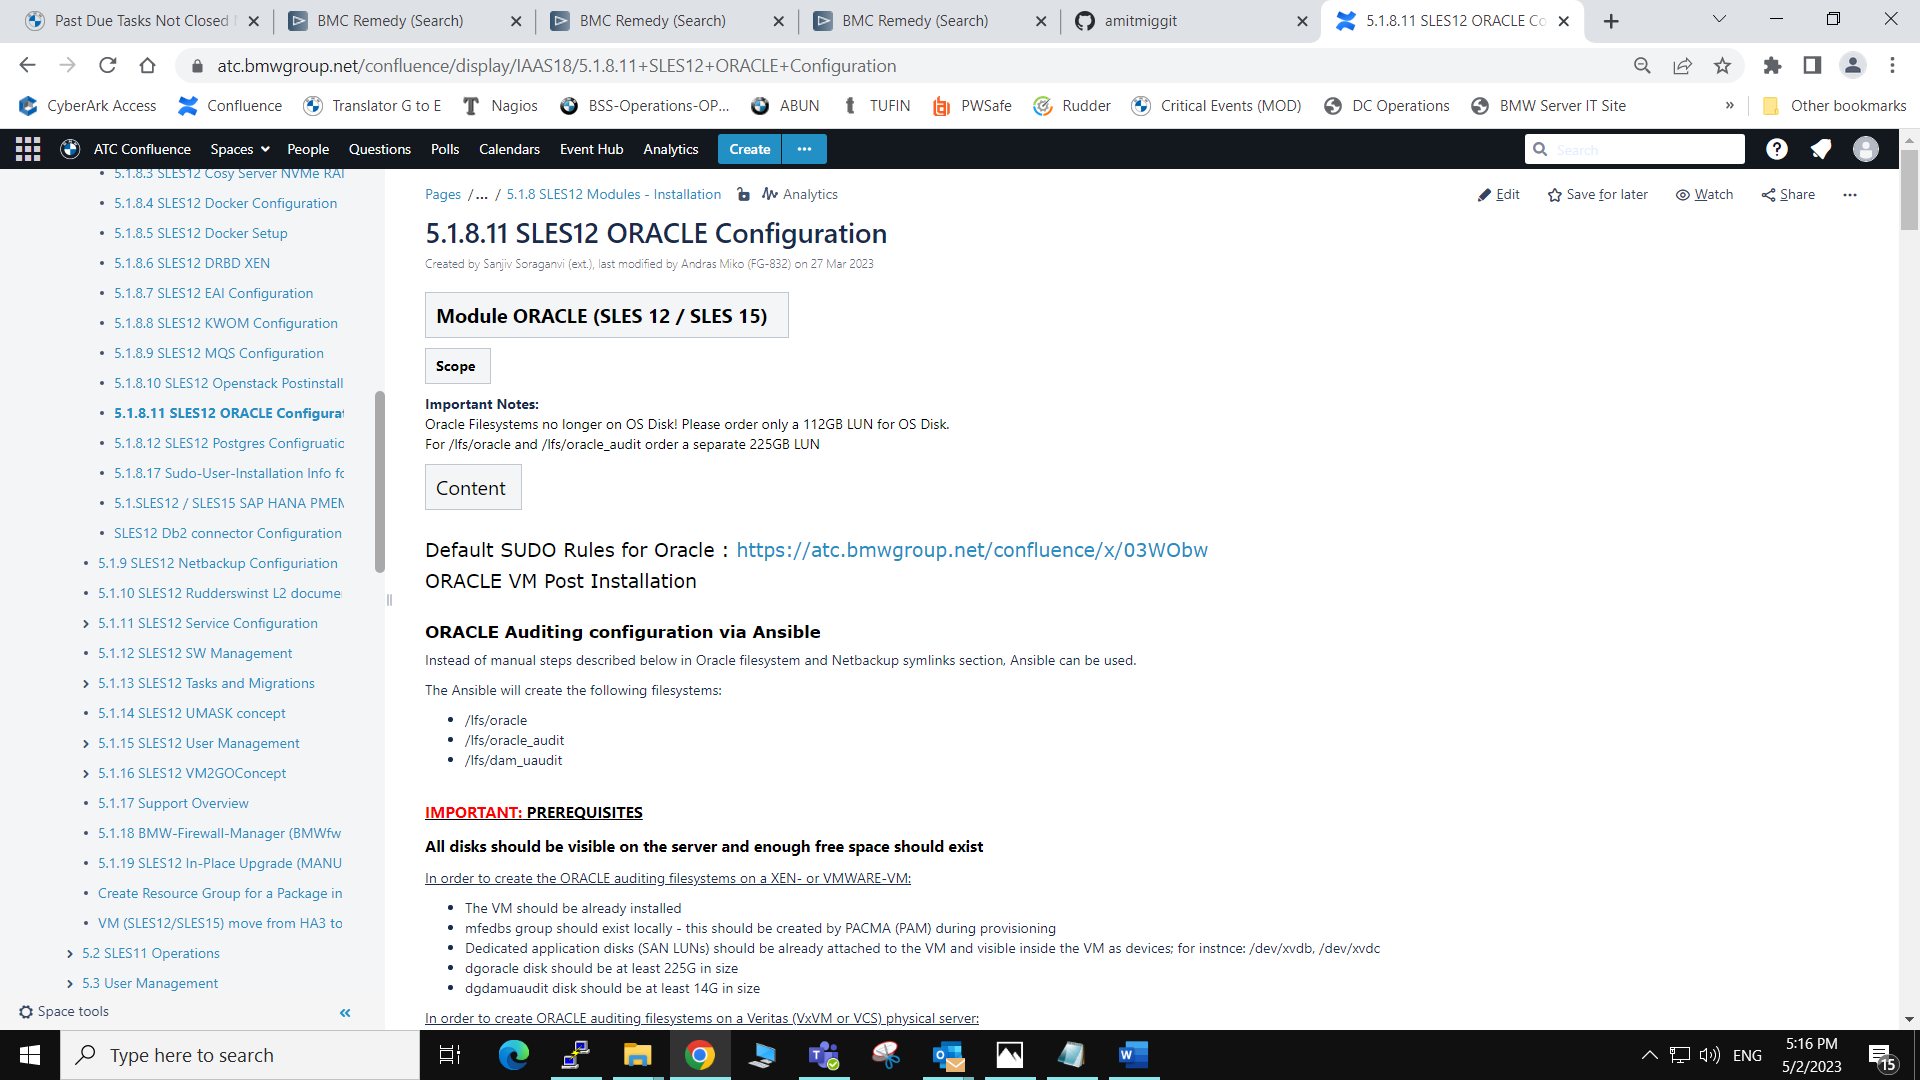 Past Due Tasks Not Closed
BMC Remedy (Search)
BMC Remedy (Search)
BMC Remedy (Search)
amitmiggit
5.1.8.11 SLES12 ORACLE Co
atc.bmwgroup.net/confluence/display/IAAS18/5.1.8.11+SLES12+ORACLE+Configuration
CyberArk Access
Confluence
Translator G to E
Nagios
BSS-Operations-OP...
ABUN
TUFIN
PWSafe
Rudder
Critical Events (MOD)
DC Operations
BMW Server IT Site
»
Other bookmarks
ATC Confluence
Spaces
People
Questions
Polls
Calendars
Event Hub
Analytics
Create
Search
5.1.8.3 SLES12 Cosy Server NVMe RAI
5.1.8.4 SLES12 Docker Configuration
5.1.8.5 SLES12 Docker Setup
5.1.8.6 SLES12 DRBD XEN
5.1.8.7 SLES12 EAI Configuration
5.1.8.8 SLES12 KWOM Configuration
5.1.8.9 SLES12 MQS Configuration
5.1.8.10 SLES12 Openstack Postinstall
5.1.8.11 SLES12 ORACLE Configurat
5.1.8.12 SLES12 Postgres Configruatio
5.1.8.17 Sudo-User-Installation Info fo
5.1.SLES12 / SLES15 SAP HANA PMEM
SLES12 Db2 connector Configuration
5.1.9 SLES12 Netbackup Configuriation
5.1.10 SLES12 Rudderswinst L2 docume
5.1.11 SLES12 Service Configuration
5.1.12 SLES12 SW Management
5.1.13 SLES12 Tasks and Migrations
5.1.14 SLES12 UMASK concept
5.1.15 SLES12 User Management
5.1.16 SLES12 VM2GOConcept
5.1.17 Support Overview
5.1.18 BMW-Firewall-Manager (BMWfw
5.1.19 SLES12 In-Place Upgrade (MANU
Create Resource Group for a Package in
VM (SLES12/SLES15) move from HA3 to
5.2 SLES11 Operations
5.3 User Management
Space tools
«
Pages / ... / 5.1.8 SLES12 Modules - Installation
Analytics
Edit
Save for later
Watch
Share
5.1.8.11 SLES12 ORACLE Configuration
Created by Sanjiv Soraganvi (ext.), last modified by Andras Miko (FG-832) on 27 Mar 2023
Module ORACLE (SLES 12 / SLES 15)
Scope
Important Notes:
Oracle Filesystems no longer on OS Disk! Please order only a 112GB LUN for OS Disk.
For /lfs/oracle and /lfs/oracle_audit order a separate 225GB LUN
Content
Default SUDO Rules for Oracle : https://atc.bmwgroup.net/confluence/x/03WObw
ORACLE VM Post Installation
ORACLE Auditing configuration via Ansible
Instead of manual steps described below in Oracle filesystem and Netbackup symlinks section, Ansible can be used.
The Ansible will create the following filesystems:
• /lfs/oracle
• /lfs/oracle_audit
• /lfs/dam_uaudit
IMPORTANT: PREREQUISITES
All disks should be visible on the server and enough free space should exist
In order to create the ORACLE auditing filesystems on a XEN- or VMWARE-VM:
• The VM should be already installed
• mfedbs group should exist locally - this should be created by PACMA (PAM) during provisioning
• Dedicated application disks (SAN LUNs) should be already attached to the VM and visible inside the VM as devices; for instnce: /dev/xvdb, /dev/xvdc
• dgoracle disk should be at least 225G in size
• dgdamuaudit disk should be at least 14G in size
In order to create ORACLE auditing filesystems on a Veritas (VxVM or VCS) physical server:
Type here to search
ENG
5:16 PM
5/2/2023
15